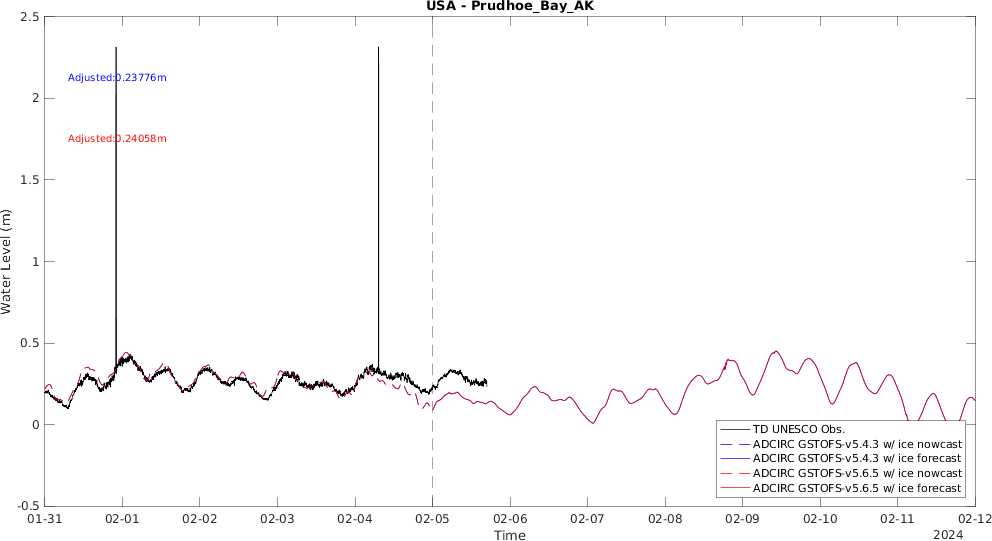 USA - Prudhoe_Bay_AK
2.5
2
1.5
1
0.5
0
-0.5
Water Level (m)
Adjusted:0.23776m
Adjusted:0.24058m
TD UNESCO Obs.
ADCIRC GSTOFS-v5.4.3 w/ ice nowcast
ADCIRC GSTOFS-v5.4.3 w/ ice forecast
ADCIRC GSTOFS-v5.6.5 w/ ice nowcast
ADCIRC GSTOFS-v5.6.5 w/ ice forecast
01-31 02-01 02-02 02-03 02-04 02-05 02-06 02-07 02-08 02-09 02-10 02-11 02-12
Time
2024